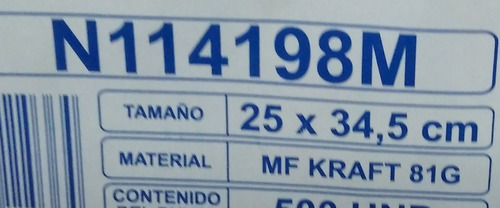 N114198M
TAMAÑO 25 x 34,5 cm
MATERIAL MF KRAFT 81G
CONTENIDO